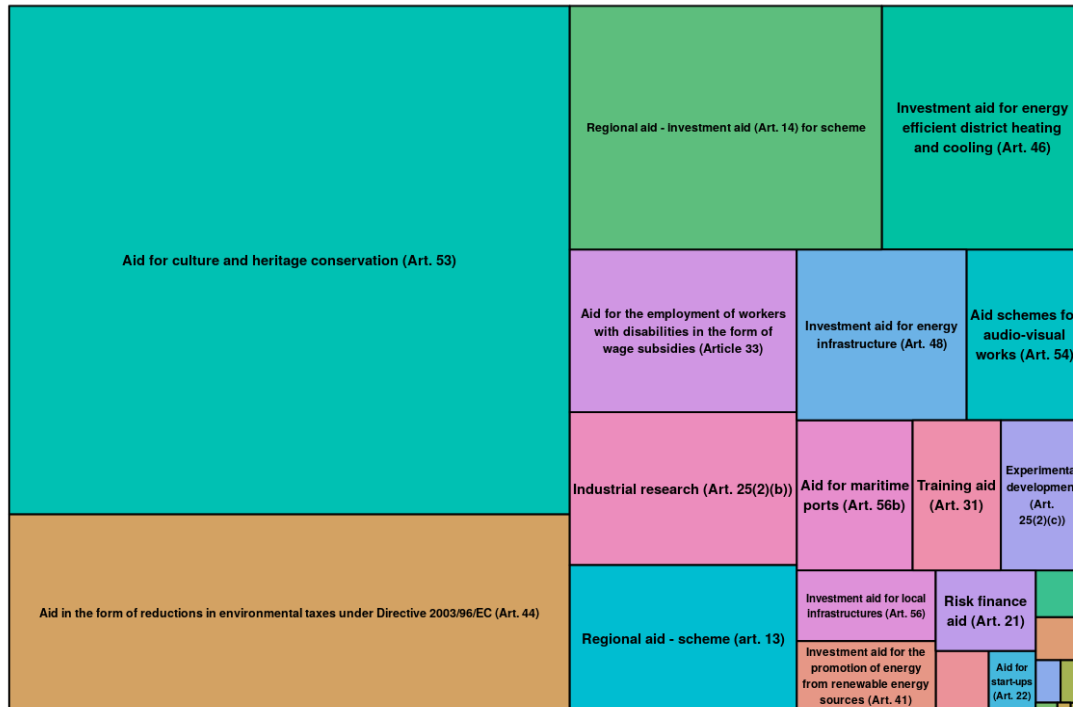 Aid for culture and heritage conservation (Art. 53)
Aid in the form of reductions in environmental taxes under Directive 2003/96/EC (Art. 44)
Regional aid - investment aid (Art. 14) for scheme
Investment aid for energy
efficient district heating
and cooling (Art. 46)
Aid for the employment of workers
with disabilities in the form of
wage subsidies (Article 33)
Investment aid for energy
infrastructure (Art. 48)
Aid schemes fo
audio-visual
works (Art. 54)
Industrial research (Art. 25(2)(b))
Aid for maritime
ports (Art. 56b)
Training aid
(Art. 31)
Experimenta
developmen
(Art.
25(2)(c))
Regional aid - scheme (art. 13)
Investment aid for local
infrastructures (Art. 56)
Risk finance
aid (Art. 21)
Investment aid for the
promotion of energy
from renewable energy
sources (Art. 41)
Aid for
start-ups
(Art. 22)